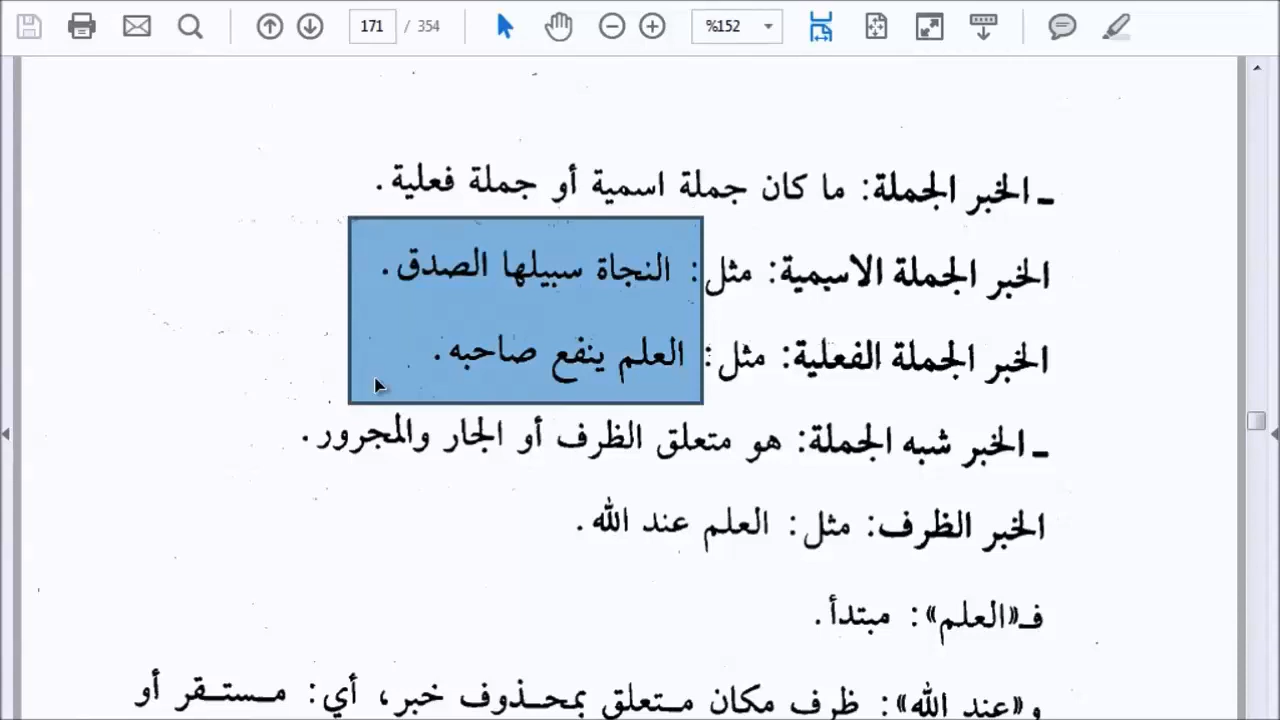 171 / 354
%152
ـ الخبر الجملة: ما كان جملة اسمية أو جملة فعلية.
الخبر الجملة الاسمية: مثل: النجاة سبيلها الصدق.
الخبر الجملة الفعلية: مثل: العلم ينفع صاحبه.
ـ الخبر شبه الجملة: هو متعلق الظرف أو الجار والمجرور.
الخبر الظرف: مثل: العلم عند الله.
فـ«العلم»: مبتدأ.
و«عند الله»: ظرف مكان متعلق بمحذوف خبر، أي: مستقر أو